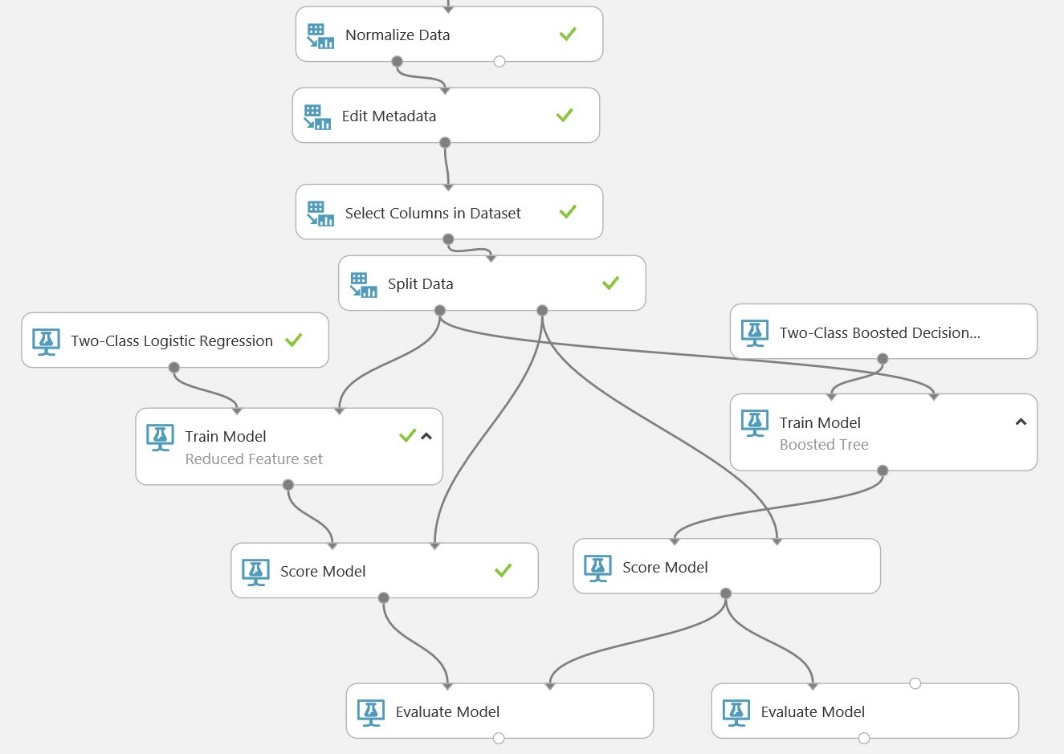 Normalize Data
Edit Metadata
Select Columns in Dataset
Split Data
Two-Class Logistic Regression
Two-Class Boosted Decision...
Train Model
Reduced Feature set
Train Model
Boosted Tree
Score Model
Score Model
Evaluate Model
Evaluate Model